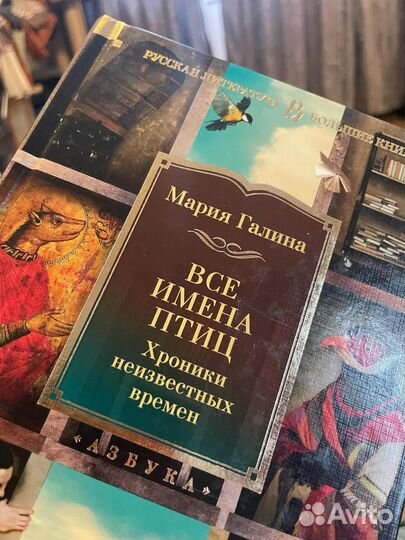 РУССКАЯ ЛИТЕРАТУРА БОЛЬШИЕ КНИГИ
Мария Галина
ВСЕ
ИМЕНА
ПТИЦ
Хроники
неизвестных
времен
«АЗБУКА»
Avito